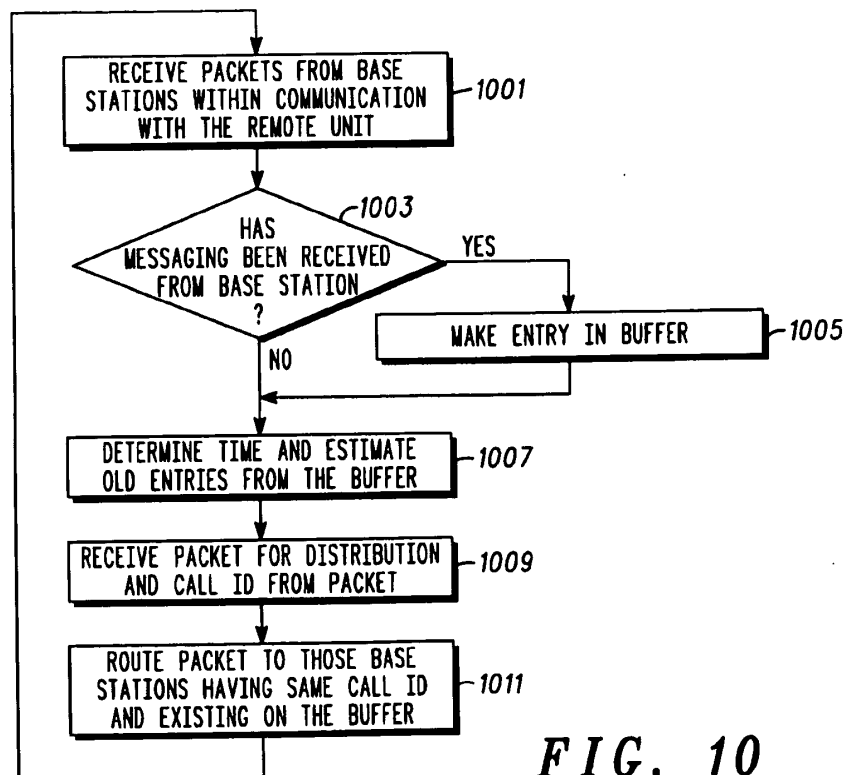 RECEIVE PACKETS FROM BASE
STATIONS WITHIN COMMUNICATION
WITH THE REMOTE UNIT
1001
1003
HAS
MESSAGING BEEN RECEIVED
FROM BASE STATION
?
YES
NO
MAKE ENTRY IN BUFFER
1005
DETERMINE TIME AND ESTIMATE
OLD ENTRIES FROM THE BUFFER
1007
RECEIVE PACKET FOR DISTRIBUTION
AND CALL ID FROM PACKET
1009
ROUTE PACKET TO THOSE BASE
STATIONS HAVING SAME CALL ID
AND EXISTING ON THE BUFFER
1011
FIG. 10